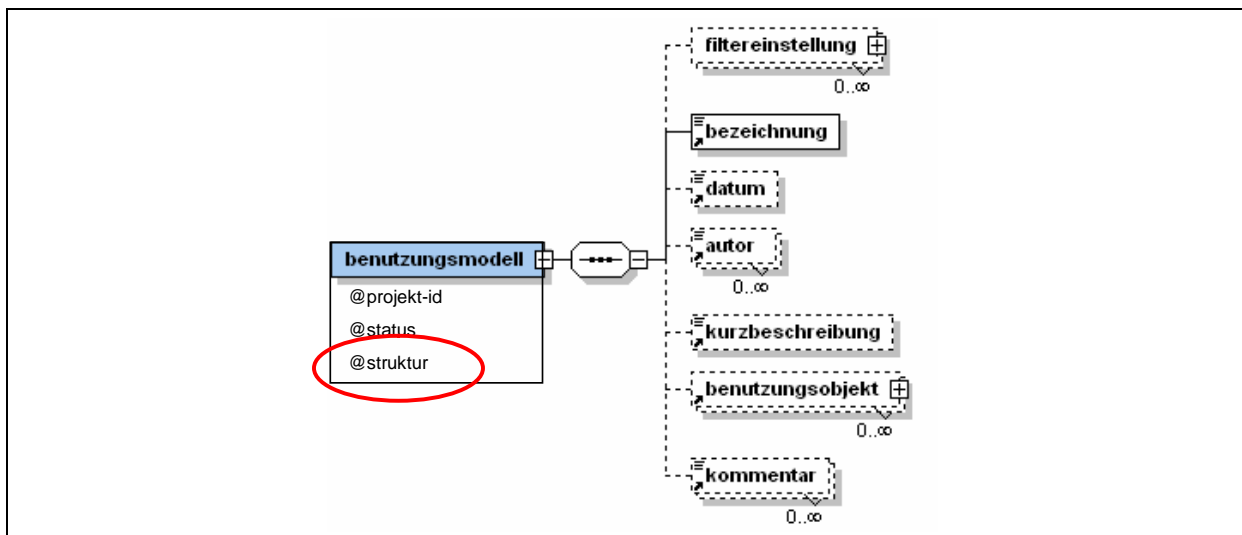 filtereinstellung
0..∞
bezeichnung
datum
autor
0..∞
benutzungsmodell
@projekt-id
@status
@struktur
kurzbeschreibung
benutzungsobjekt
0..∞
kommentar
0..∞